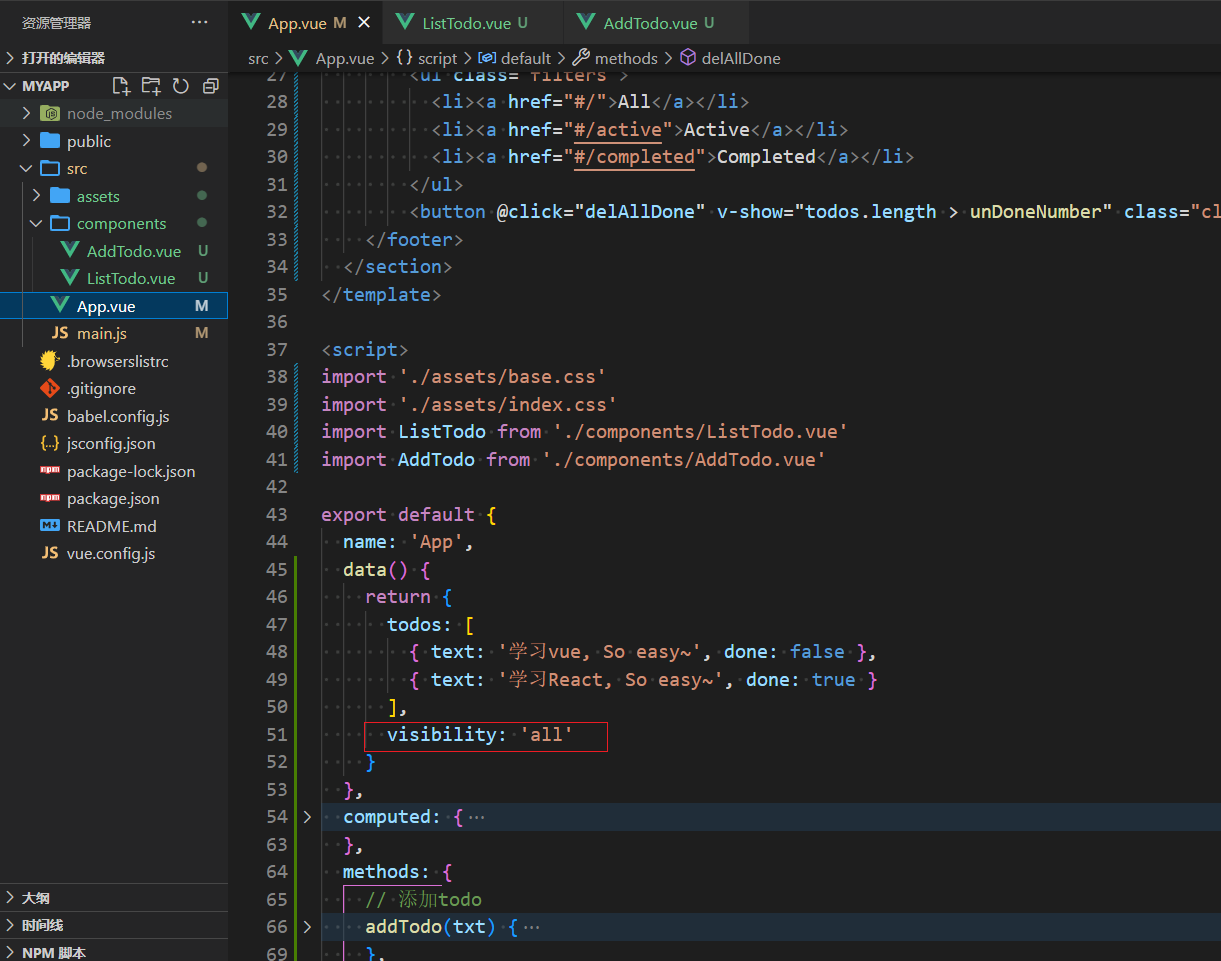 资源管理器 ···
打开的编辑器
MYAPP
node_modules
public
src
assets
components
AddTodo.vue U
ListTodo.vue U
App.vue M
JS main.js M
.browserslistrc
.gitignore
JS babel.config.js
{..} jsconfig.json
npm package-lock.json
npm package.json
M README.md
JS vue.config.js
大纲
时间线
NPM 脚本
App.vue M ListTodo.vue U AddTodo.vue U
src > App.vue > {} script > default > methods > delAllDone
27 <ul class="filters">
28 <li><a href="#/">All</a></li>
29 <li><a href="#/active">Active</a></li>
30 <li><a href="#/completed">Completed</a></li>
31 </ul>
32 <button @click="delAllDone" v-show="todos.length > unDoneNumber" class="cl
33 </footer>
34 </section>
35 </template>
36
37 <script>
38 import './assets/base.css'
39 import './assets/index.css'
40 import ListTodo from './components/ListTodo.vue'
41 import AddTodo from './components/AddTodo.vue'
42
43 export default {
44 name: 'App',
45 data() {
46 return {
47 todos: [
48 { text: '学习vue, So easy~', done: false },
49 { text: '学习React, So easy~', done: true }
50 ],
51 visibility: 'all'
52 }
53 },
54 computed: { ···
63 },
64 methods: {
65 // 添加todo
66 addTodo(txt) { ···
69 },